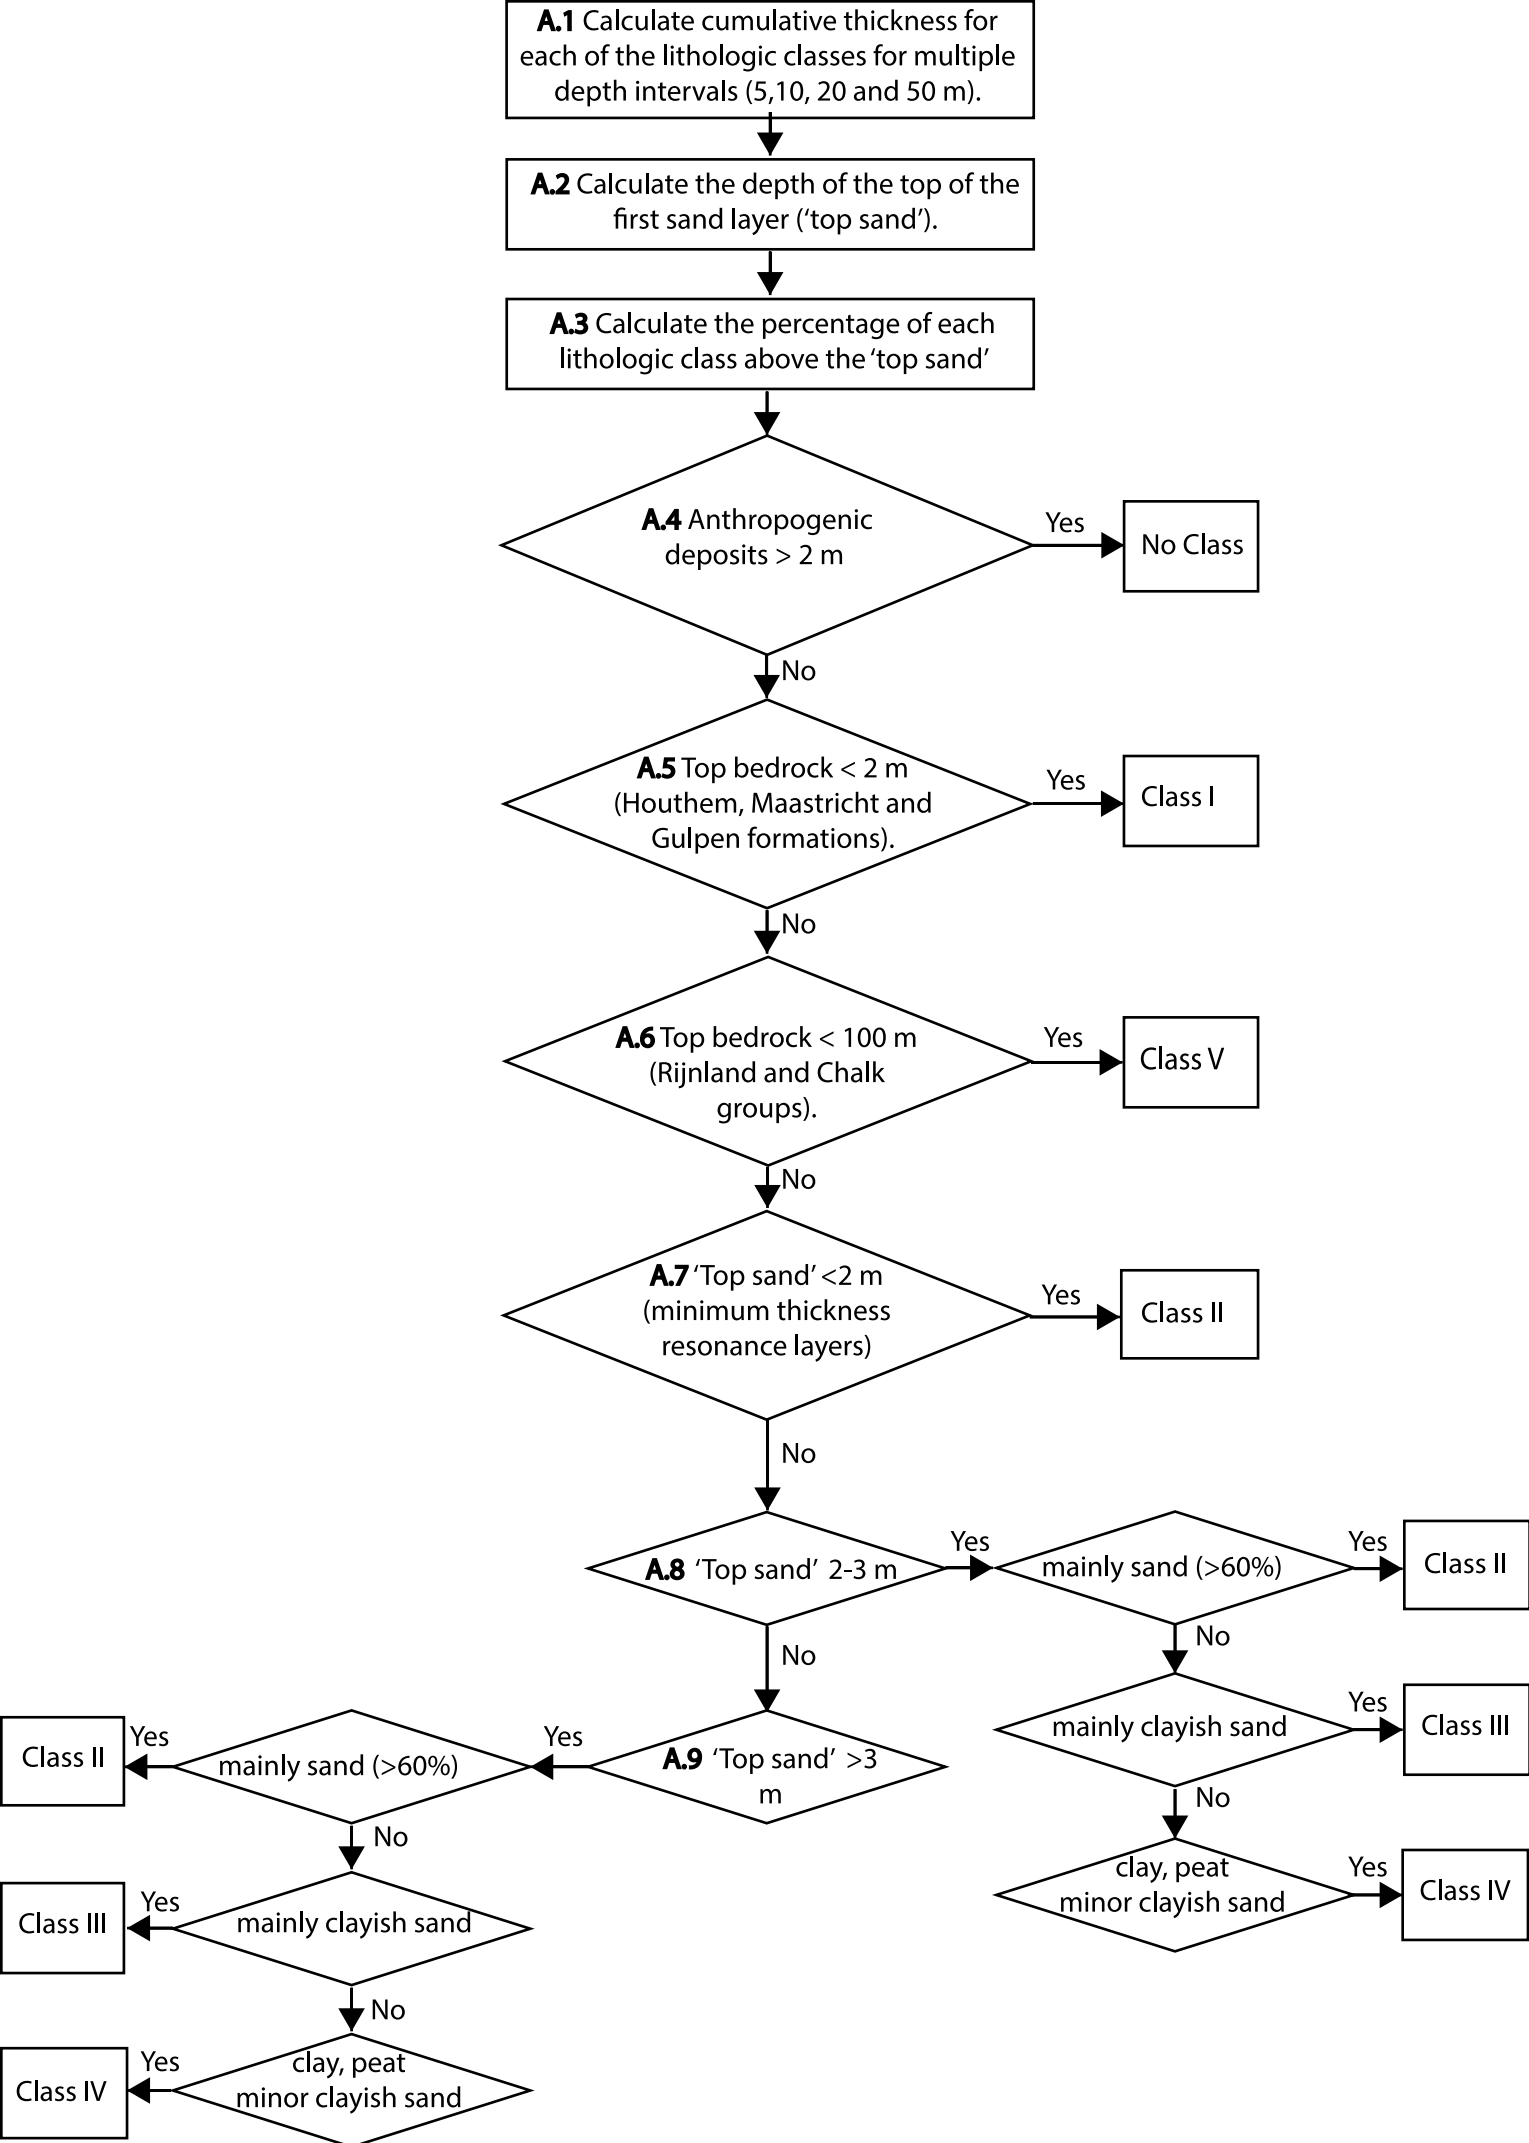 A.1 Calculate cumulative thickness for
each of the lithologic classes for multiple
depth intervals (5,10, 20 and 50 m).
A.2 Calculate the depth of the top of the
first sand layer (‘top sand’).
A.3 Calculate the percentage of each
lithologic class above the ‘top sand’
A.4 Anthropogenic
deposits > 2 m
Yes
No Class
No
A.5 Top bedrock < 2 m
(Houthem, Maastricht and
Gulpen formations).
Yes
Class I
No
A.6 Top bedrock < 100 m
(Rijnland and Chalk
groups).
Yes
Class V
No
A.7 ‘Top sand’ <2 m
(minimum thickness
resonance layers)
Yes
Class II
No
A.8 ‘Top sand’ 2-3 m
Yes
mainly sand (>60%)
Yes
Class II
No
mainly clayish sand
Yes
Class III
No
clay, peat
minor clayish sand
Yes
Class IV
No
A.9 ‘Top sand’ >3
m
Yes
mainly sand (>60%)
Yes
Class II
No
mainly clayish sand
Yes
Class III
No
clay, peat
minor clayish sand
Yes
Class IV